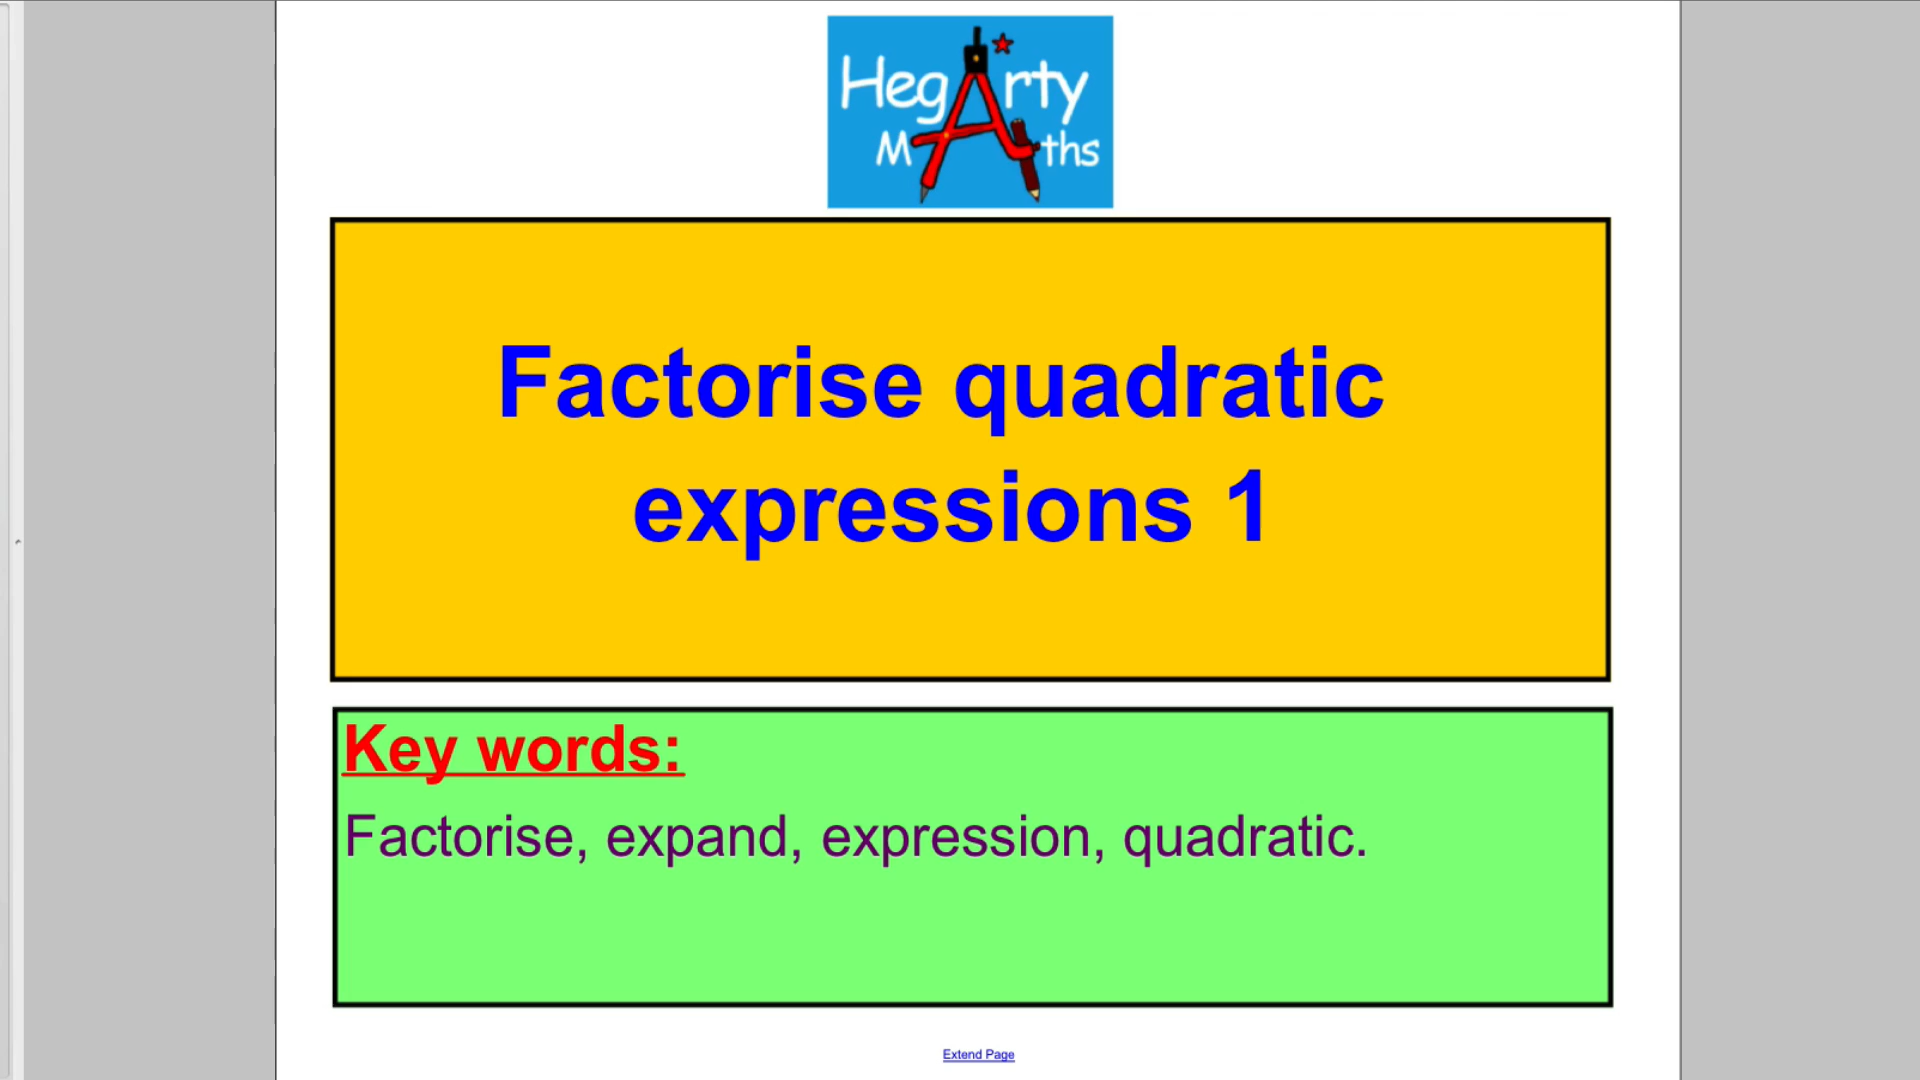 Hegarty
Maths
Factorise quadratic
expressions 1
Key words:
Factorise, expand, expression, quadratic.
Extend Page